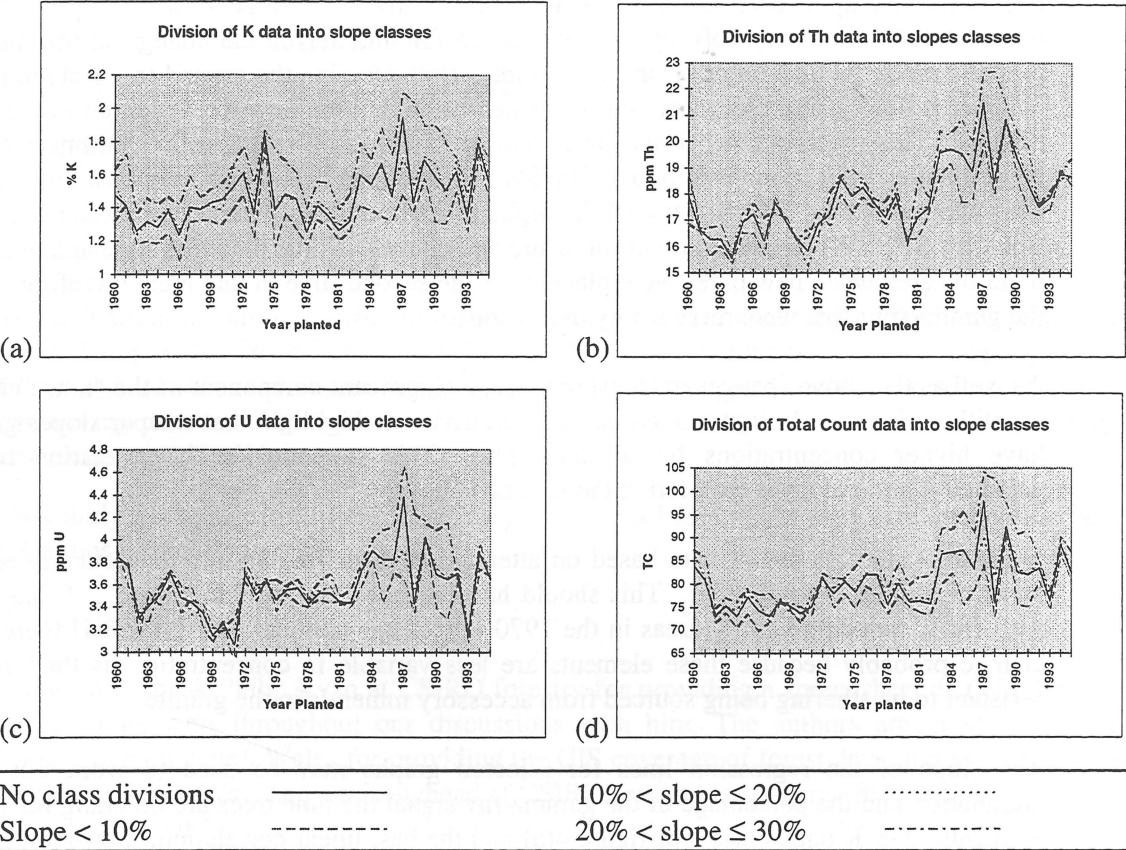 Division of K data into slope classes
2.2
2
1.8
1.6
1.4
1.2
1
% K
1960 1963 1966 1969 1972 1975 1978 1981 1984 1987 1990 1993
Year planted
(a)
Division of Th data into slopes classes
23
22
21
20
19
18
17
16
15
ppm Th
1960 1963 1966 1969 1972 1975 1978 1981 1984 1987 1990 19993
Year planted
(b)
Division of U data into slope classes
4.8
4.6
4.4
4.2
4
3.8
3.6
3.4
3.2
3
ppm U
1960 1963 1966 1969 1972 1975 1978 1981 1984 1987 1990 1993
Year planted
(c)
Division of Total Count data into slope classes
105
100
95
90
85
80
75
70
65
TC
1960 1963 1966 1969 1972 1975 1978 1981 1984 1987 1990 1993
Year planted
(d)
No class divisions
10% < slope ≤ 20%
Slope < 10%
20% < slope ≤ 30%